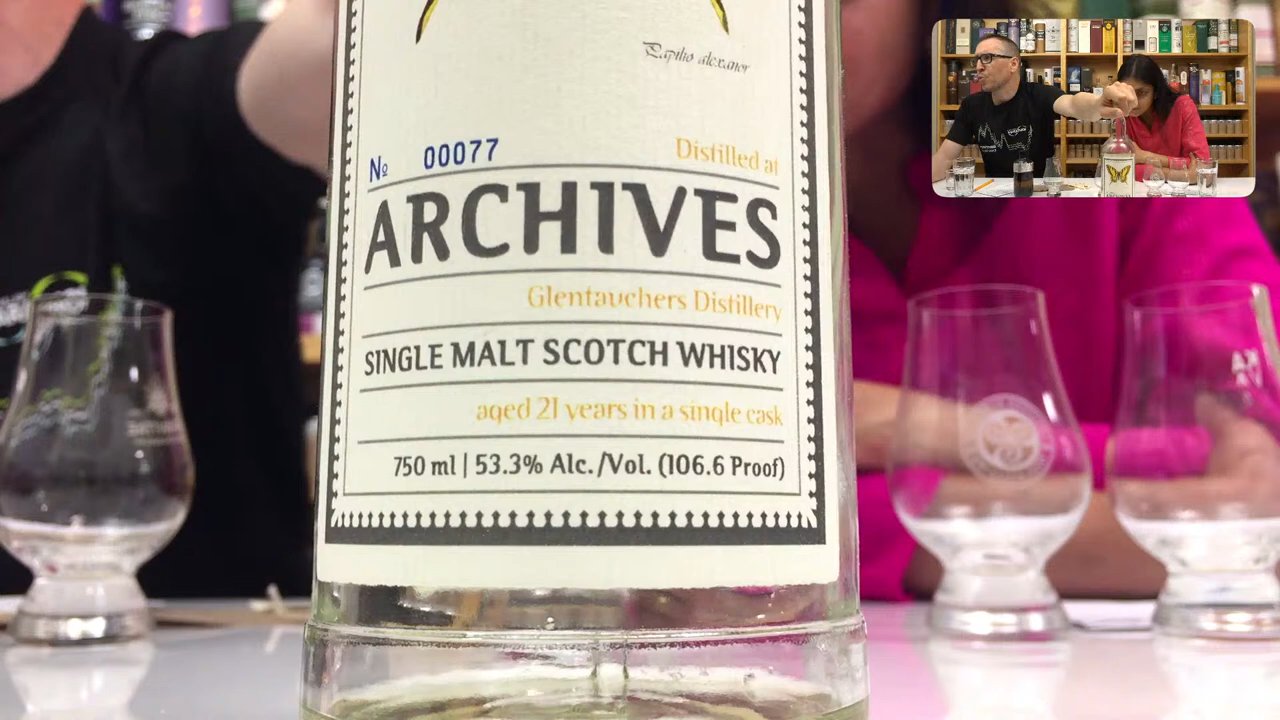 Papilio alexanor
№ 00077
Distilled at
ARCHIVES
Glentauchers Distillery
SINGLE MALT SCOTCH WHISKY
aged 21 years in a single cask
750 ml | 53.3% Alc./Vol. (106.6 Proof)